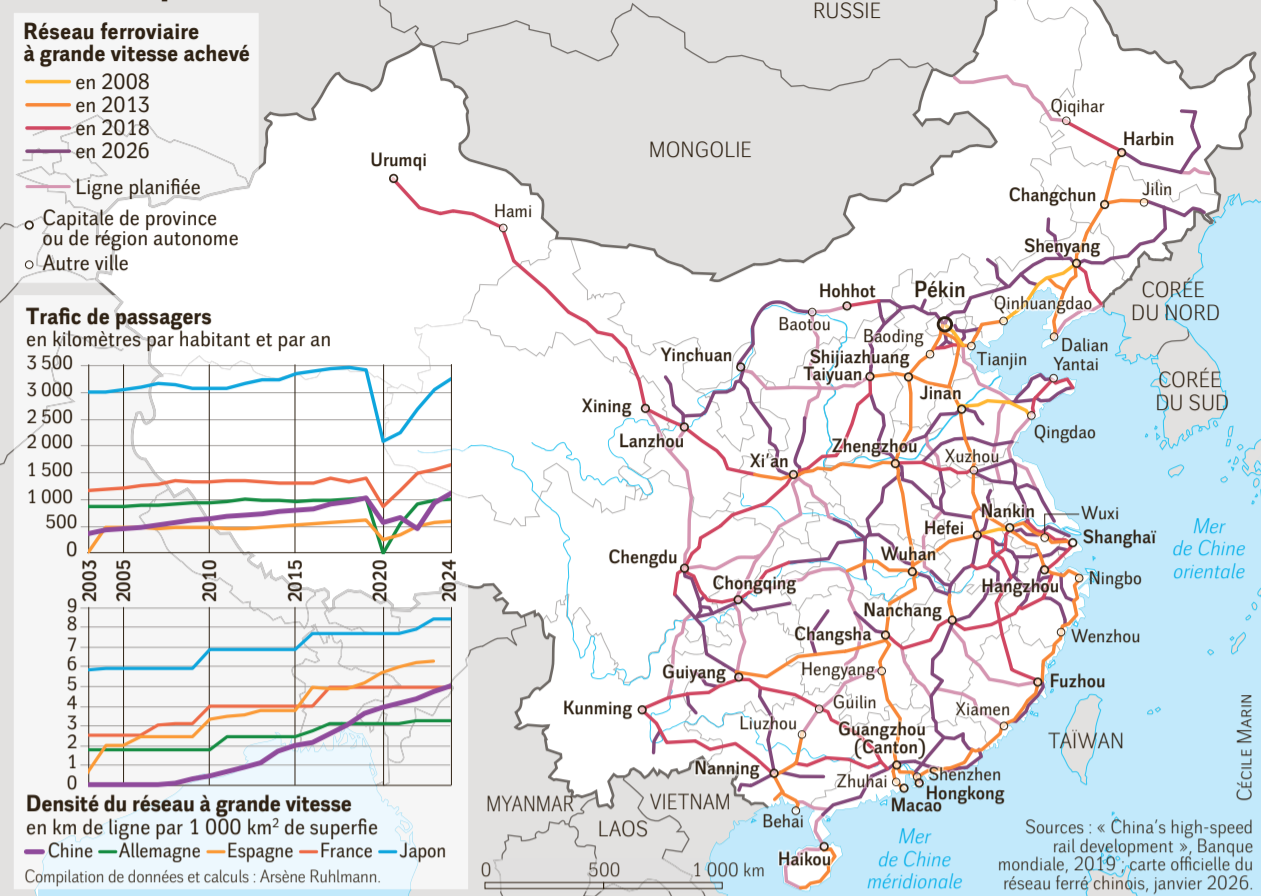 Réseau ferroviaire
à grande vitesse achevé
en 2008
en 2013
en 2018
en 2026
Ligne planifiée
Capitale de province
ou de région autonome
Autre ville
Trafic de passagers
en kilomètres par habitant et par an
3 500
3 000
2 500
2 000
1 500
1 000
500
0
2003
2005
2010
2015
2020
2024
9
8
7
6
5
4
3
2
1
0
Densité du réseau à grande vitesse
en km de ligne par 1 000 km² de superfie
Chine
Allemagne
Espagne
France
Japon
Compilation de données et calculs : Arsène Ruhlmann.
RUSSIE
MONGOLIE
Qiqihar
Harbin
Urumqi
Changchun
Jilin
Hami
Shenyang
Hohhot
Pékin
Qinhuangdao
CORÉE
DU NORD
Baotou
Baoding
Dalian
Yinchuan
Shijiazhuang
Tianjin
Yantai
Taiyuan
CORÉE
DU SUD
Jinan
Xining
Qingdao
Lanzhou
Zhengzhou
Xi’an
Xuzhou
Nankin
Wuxi
Hefei
Shanghaï
Mer
de Chine
orientale
Chengdu
Wuhan
Chongqing
Hangzhou
Ningbo
Nanchang
Changsha
Wenzhou
Guiyang
Hengyang
Fuzhou
Kunming
Guilin
Xiamen
Liuzhou
Guangzhou
(Canton)
TAÏWAN
Nanning
Zhuhai
Shenzhen
Hongkong
Macao
MYANMAR
VIETNAM
LAOS
Behai
Haikou
Mer
de Chine
méridionale
0
500
1 000 km
CÉCILE MARIN
Sources : « China’s high-speed
rail development », Banque
mondiale, 2019 ; carte officielle du
réseau ferré chinois, janvier 2026.